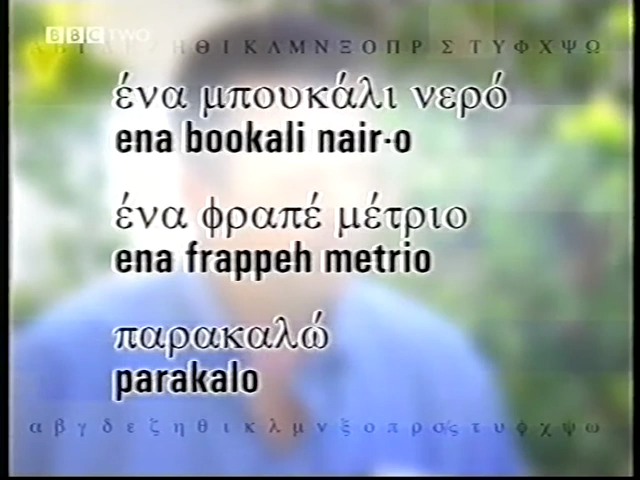 BBC TWO
Α Β Γ Δ Ε Ζ Η Θ Ι Κ Λ Μ Ν Ξ Ο Π Ρ Σ Τ Υ Φ Χ Ψ Ω
ένα μπουκάλι νερό
ena bookali nair-o
ένα φραπέ μέτριο
ena frappeh metrio
παρακαλώ
parakalo
α β γ δ ε ζ η θ ι κ λ μ ν ξ ο π ρ σ/ς τ υ φ χ ψ ω